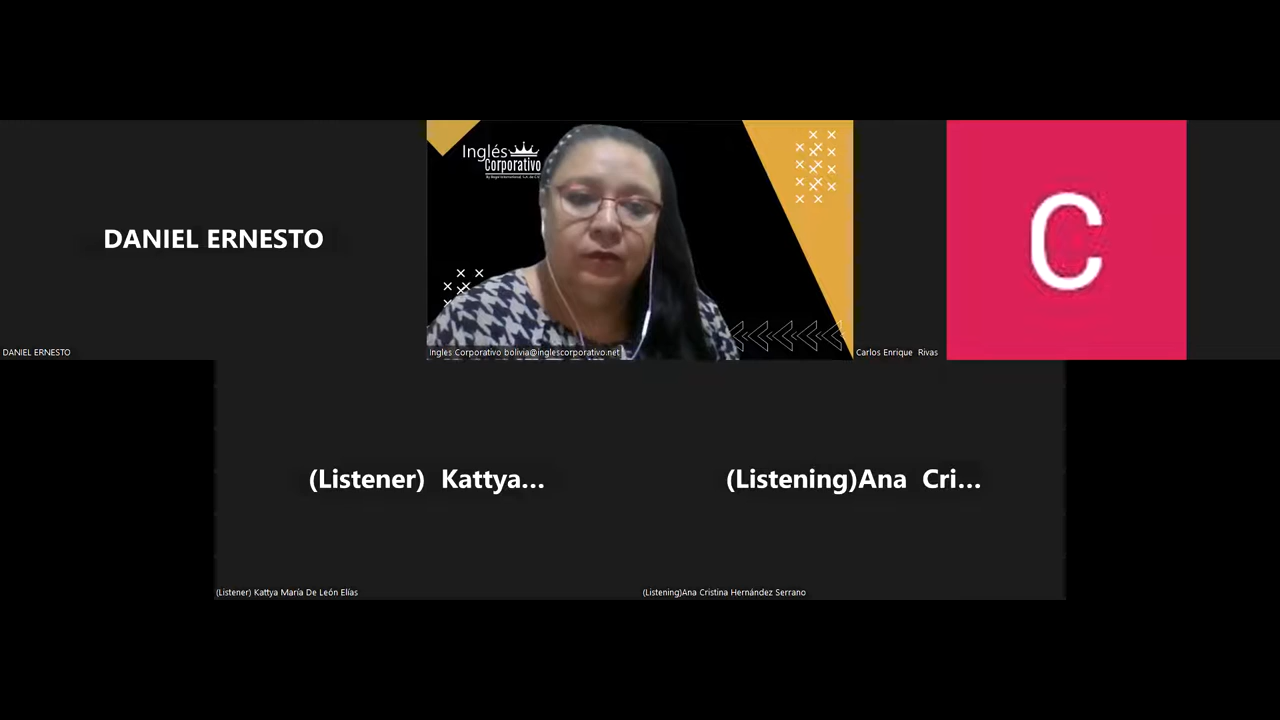 DANIEL ERNESTO
Inglés
Corporativo
C
DANIEL ERNESTO
Ingles Corporativo bolivia@inglescorporativo.net
Carlos Enrique Rivas
(Listener) Kattya...
(Listening)Ana Cri...
(Listener) Kattya María De León Elías
(Listening)Ana Cristina Hernández Serrano